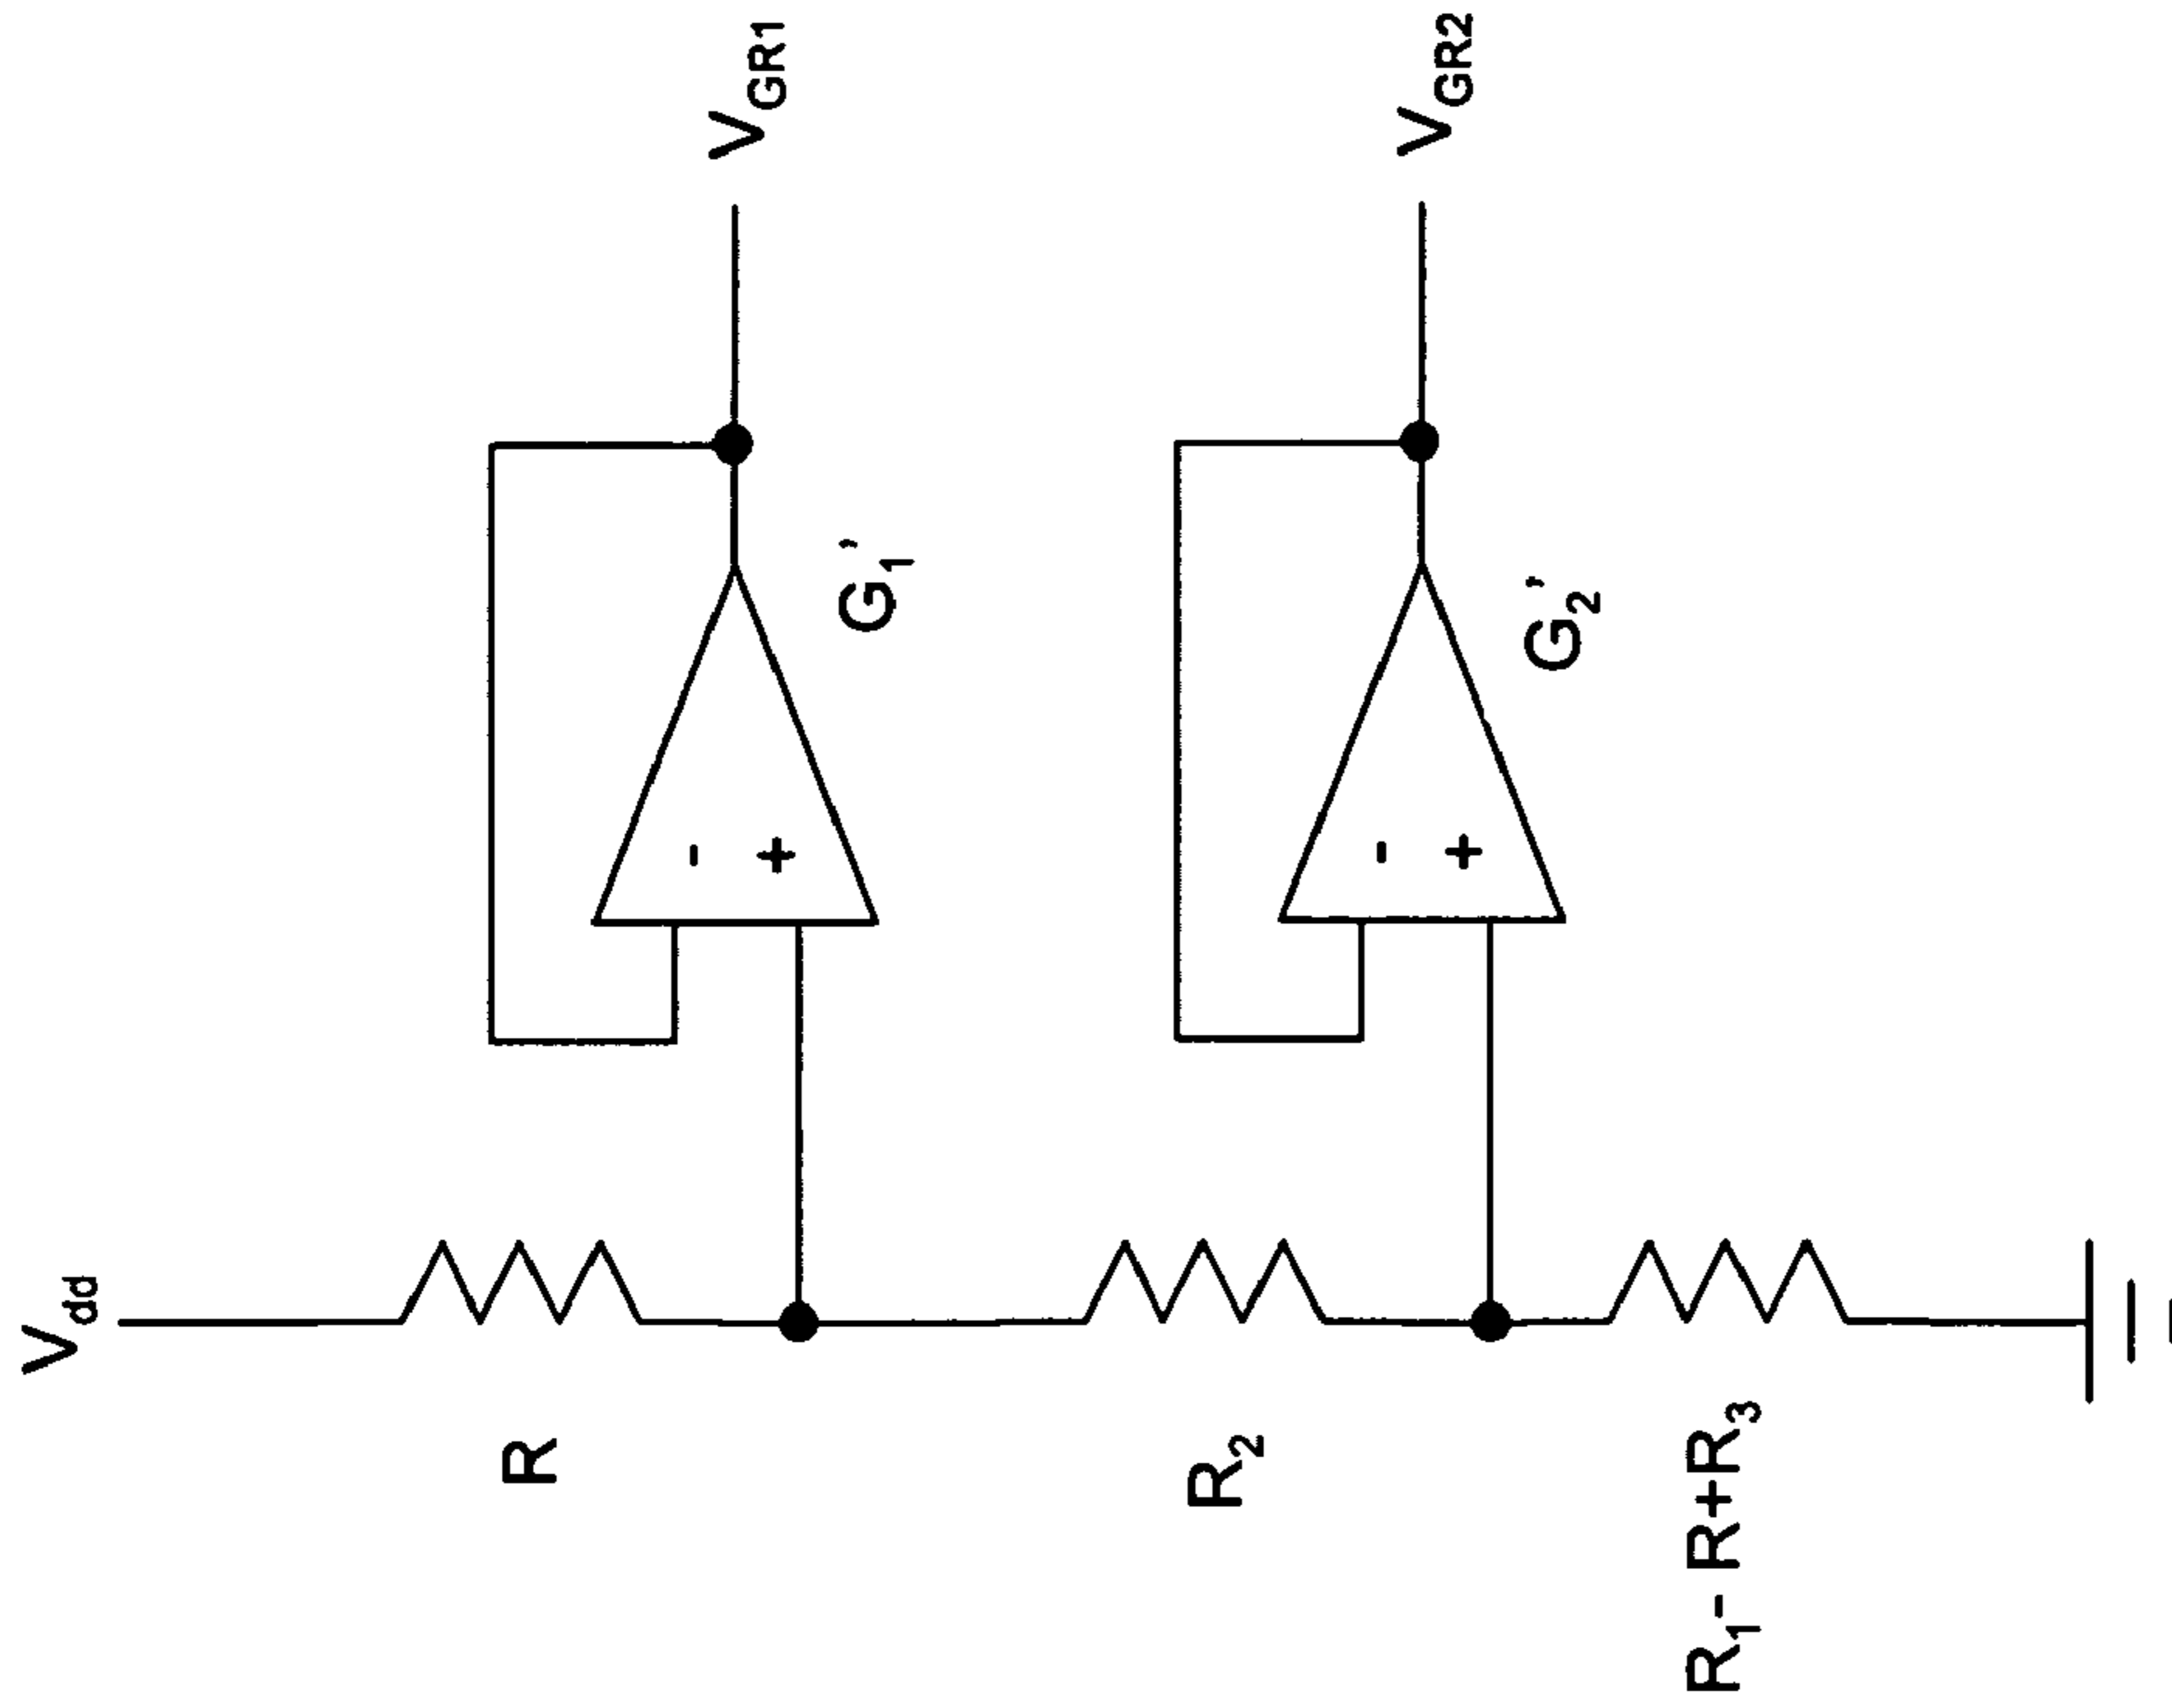 V_dd
R
R_2
R_1- R+R_3
-
+
G_1'
V_GR1
-
+
G_2'
V_GR2